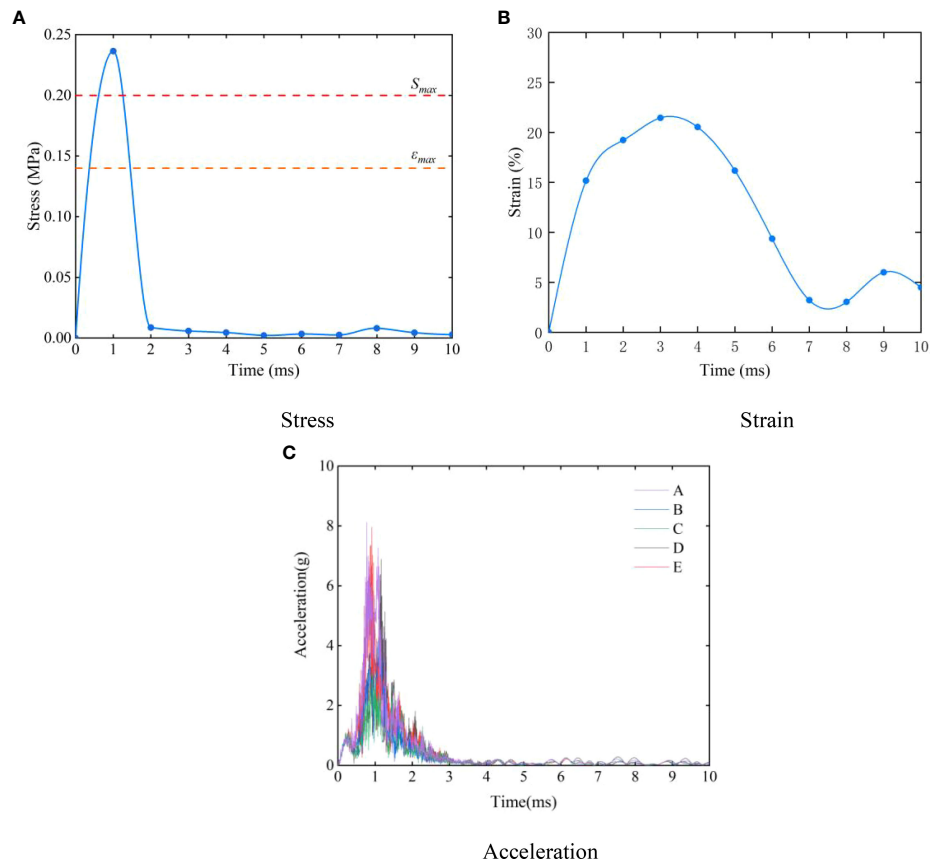 A
Stress (MPa)
0.25
0.20
0.15
0.10
0.05
0.00
Smax
εmax
0 1 2 3 4 5 6 7 8 9 10
Time (ms)
Stress
B
Strain (%)
30
25
20
15
10
5
0
0 1 2 3 4 5 6 7 8 9 10
Time (ms)
Strain
C
Acceleration(g)
10
8
6
4
2
0
A
B
C
D
E
0 1 2 3 4 5 6 7 8 9 10
Time(ms)
Acceleration